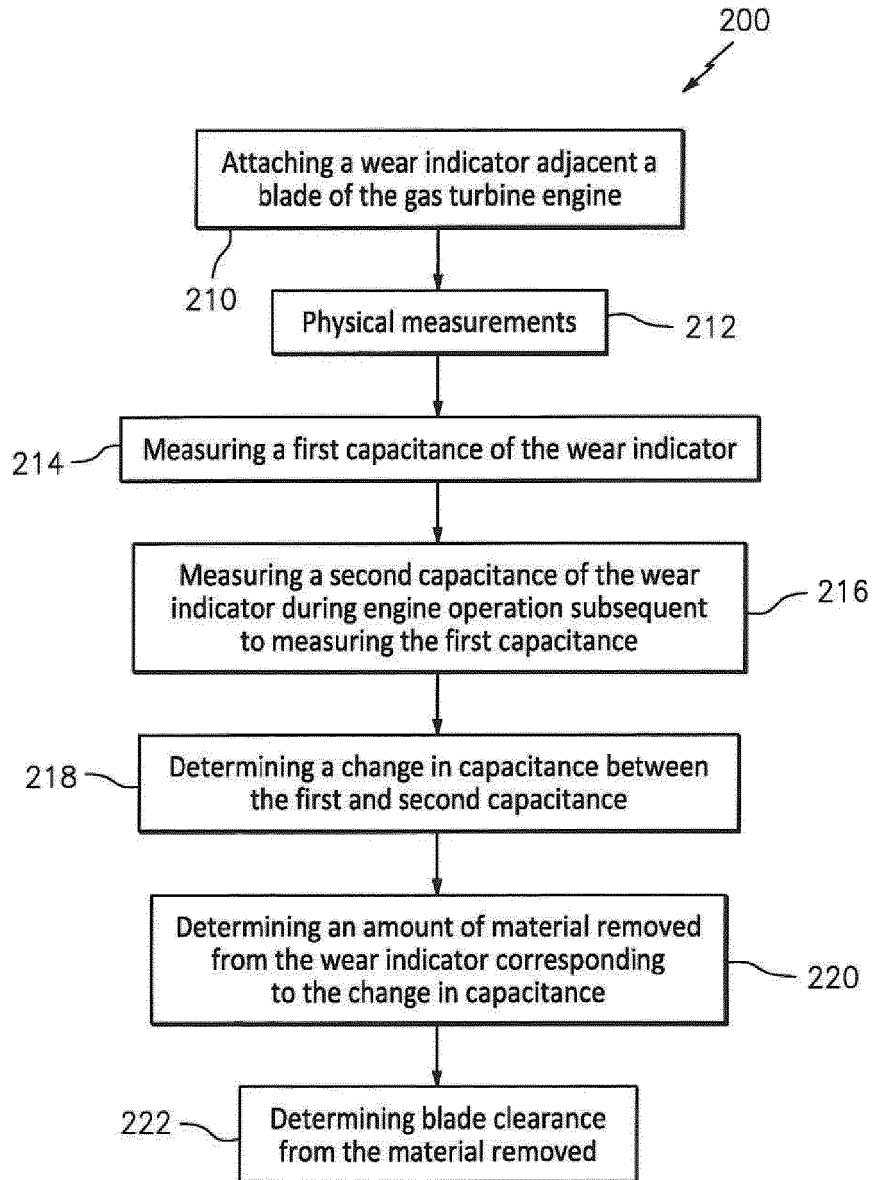 200
Attaching a wear indicator adjacent a
blade of the gas turbine engine
210
Physical measurements
212
214
Measuring a first capacitance of the wear indicator
Measuring a second capacitance of the wear
indicator during engine operation subsequent
to measuring the first capacitance
216
218
Determining a change in capacitance between
the first and second capacitance
Determining an amount of material removed
from the wear indicator corresponding
to the change in capacitance
220
222
Determining blade clearance
from the material removed